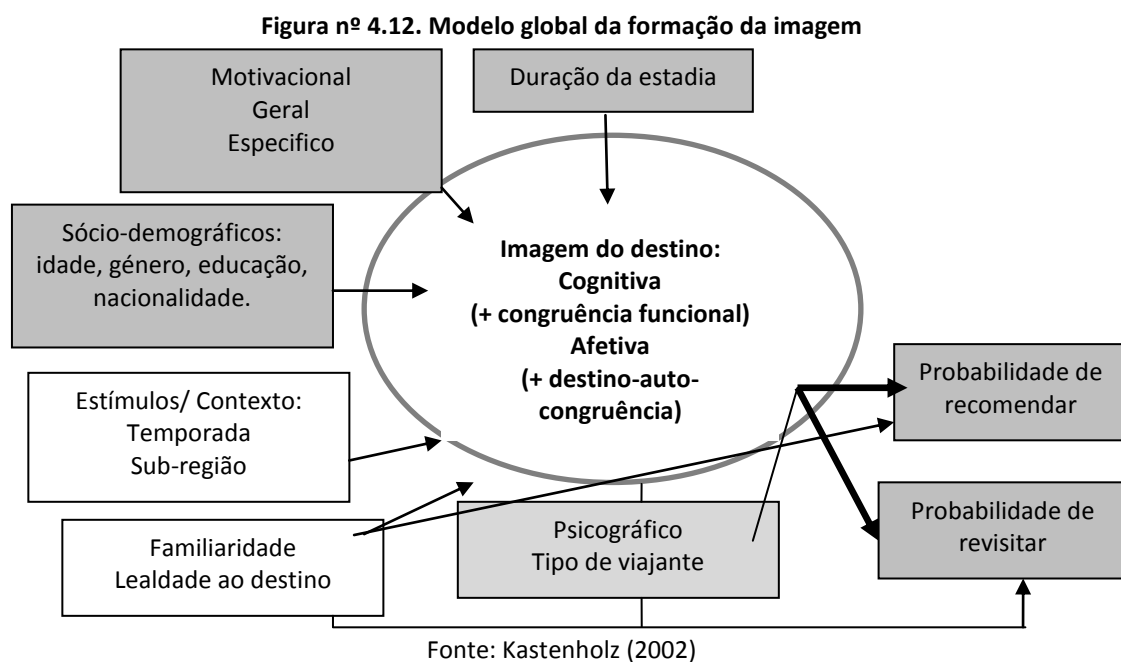 Figura nº 4.12. Modelo global da formação da imagem
Motivacional
Geral
Especifico
Duração da estadia
Sócio-demográficos:
idade, género, educação,
nacionalidade.
Imagem do destino:
Cognitiva
(+ congruência funcional)
Afetiva
(+ destino-auto-
congruência)
Estímulos/ Contexto:
Temporada
Sub-região
Probabilidade de
recomendar
Familiaridade
Lealdade ao destino
Psicográfico
Tipo de viajante
Probabilidade de
revisitar
Fonte: Kastenholz (2002)